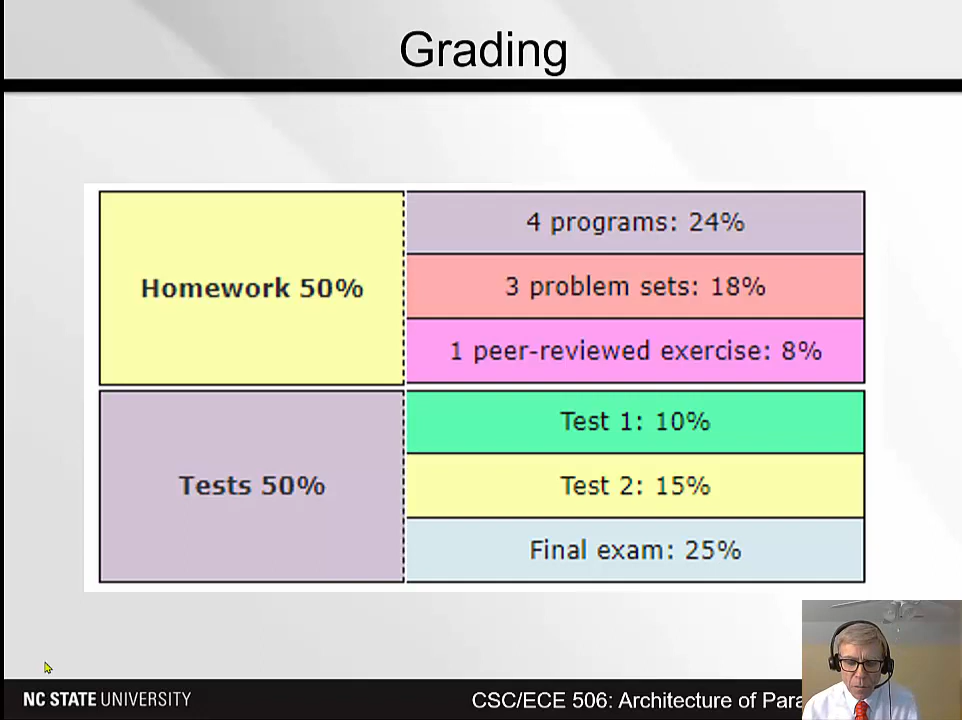 Grading
Homework 50%
4 programs: 24%
3 problem sets: 18%
1 peer-reviewed exercise: 8%
Tests 50%
Test 1: 10%
Test 2: 15%
Final exam: 25%
NC STATE UNIVERSITY
CSC/ECE 506: Architecture of